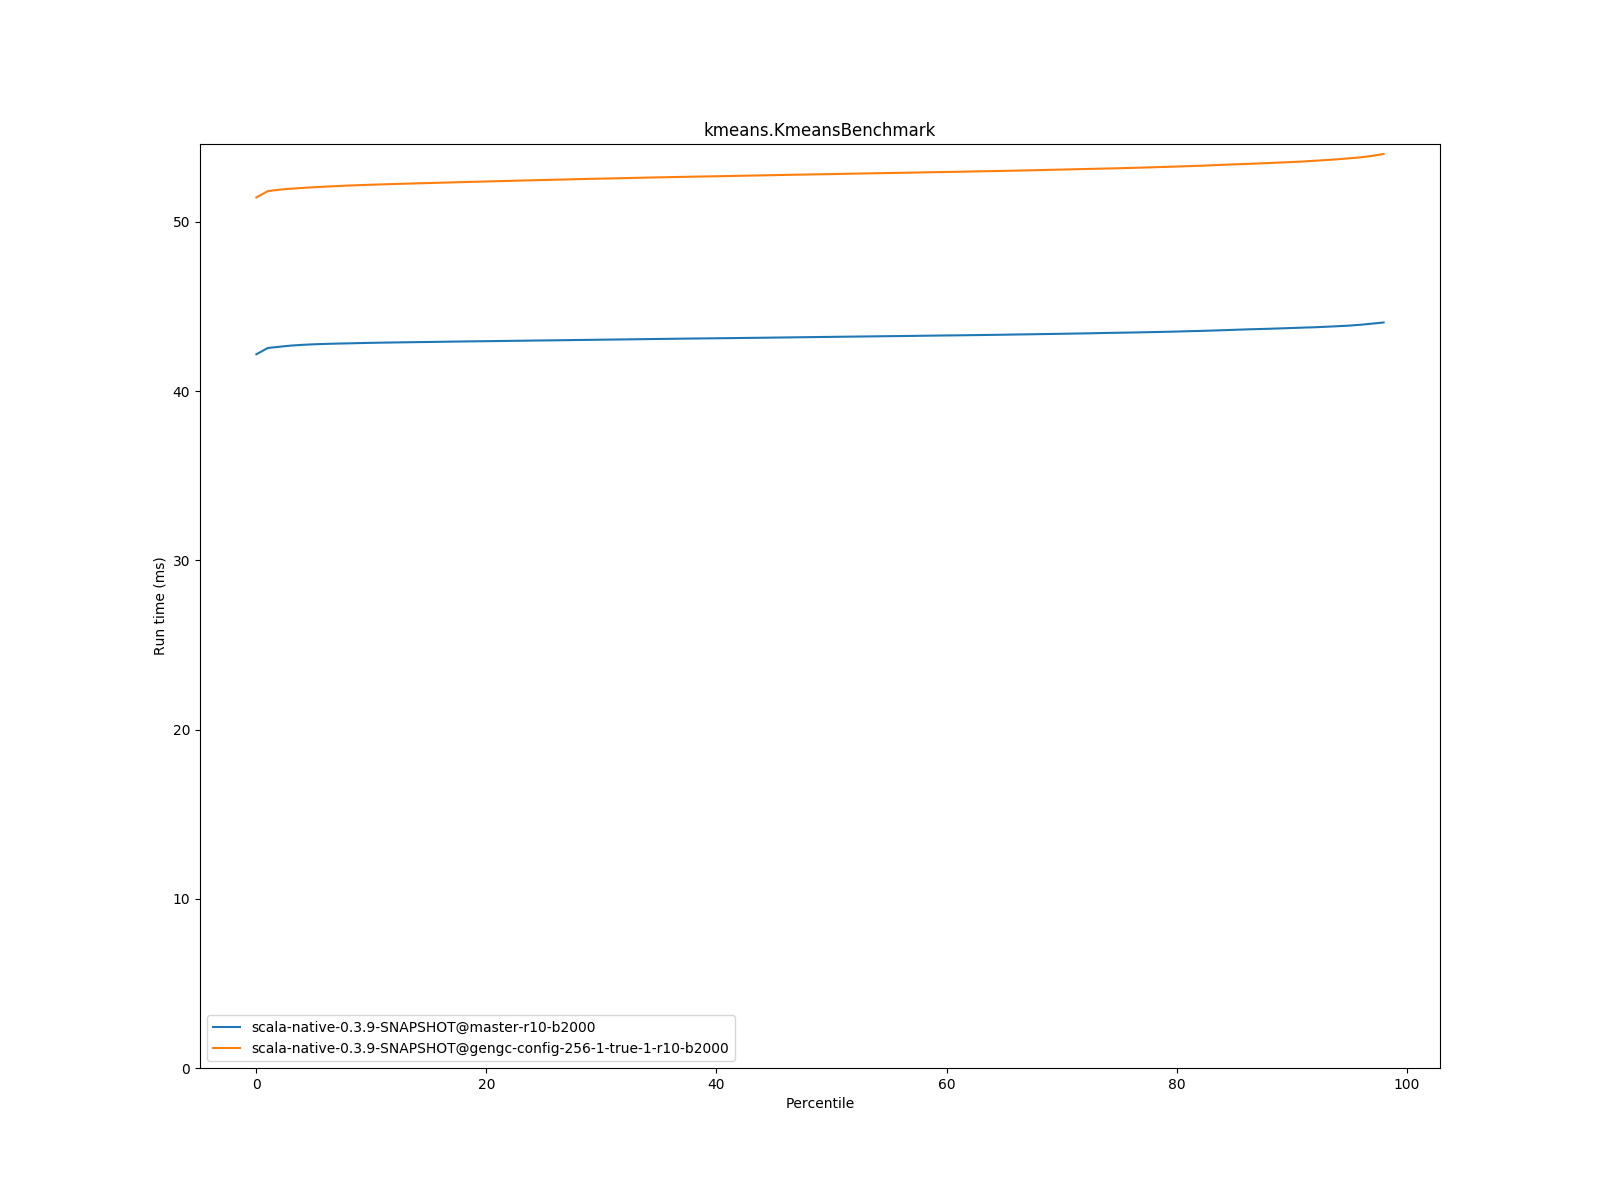 kmeans.KmeansBenchmark
50
40
30
20
10
0
Run time (ms)
scala-native-0.3.9-SNAPSHOT@master-r10-b2000
scala-native-0.3.9-SNAPSHOT@gengc-config-256-1-true-1-r10-b2000
0 20 40 60 80 100
Percentile